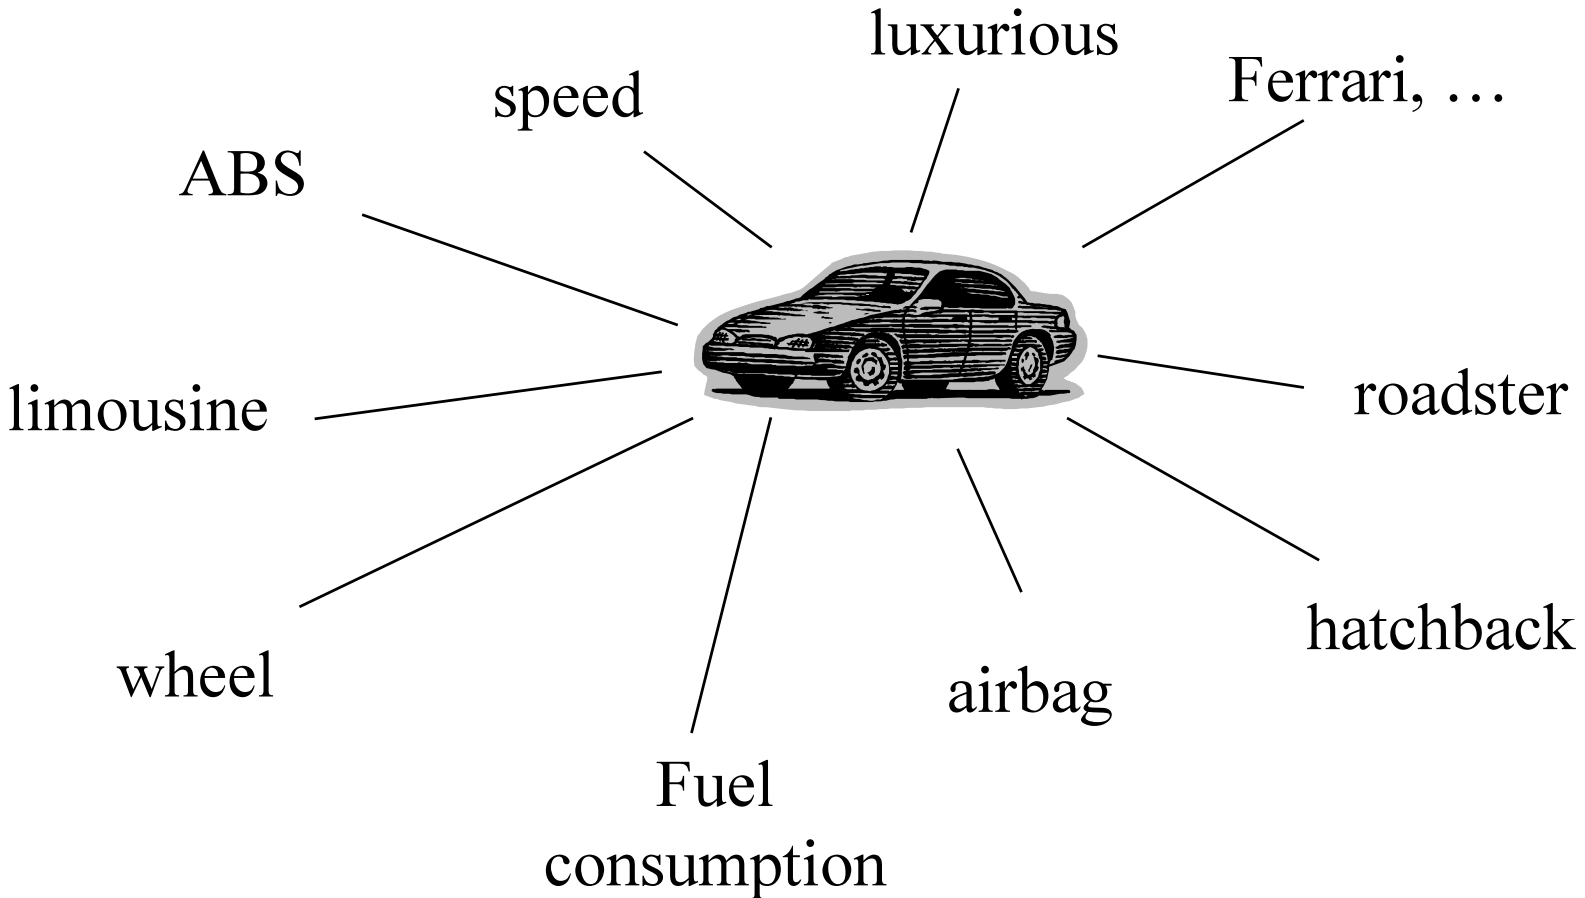 luxurious
Ferrari, …
speed
ABS
limousine
roadster
wheel
hatchback
airbag
Fuel
consumption